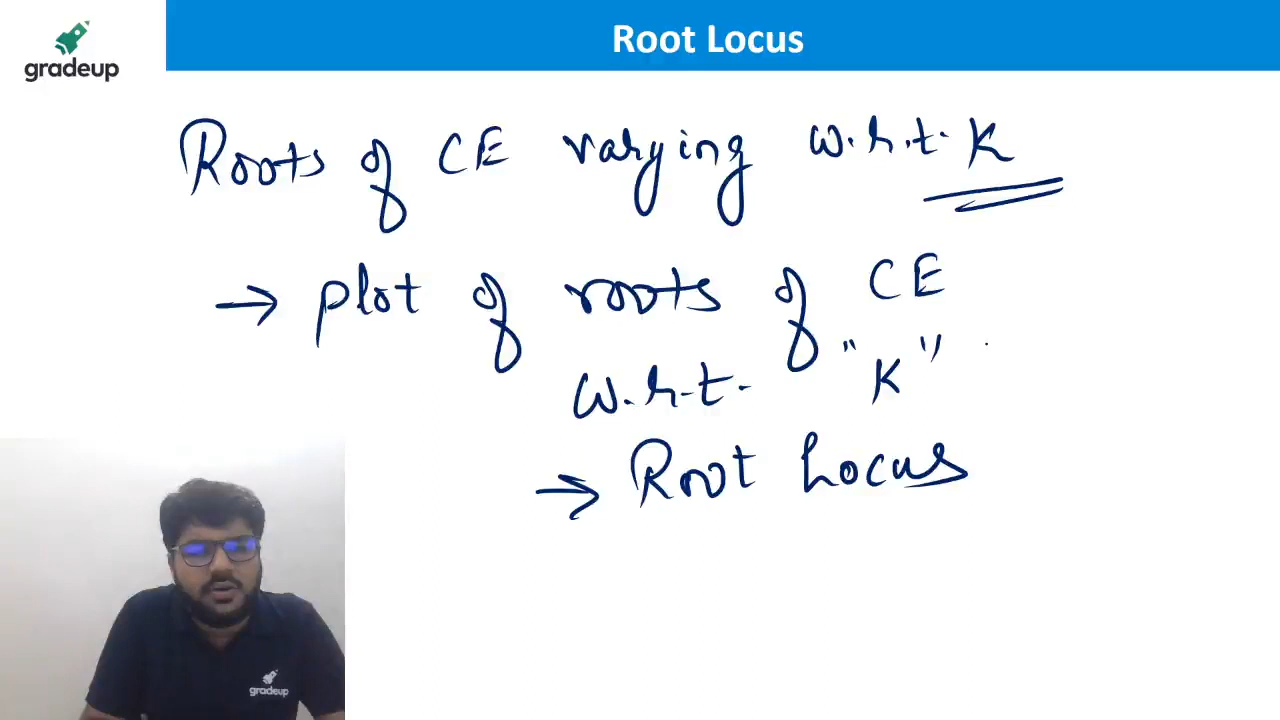 gradeup
Root Locus
Roots of CE varying w.r.t. K
→ plot of roots of CE
w.r.t. "K"
→ Root Locus
gradeup